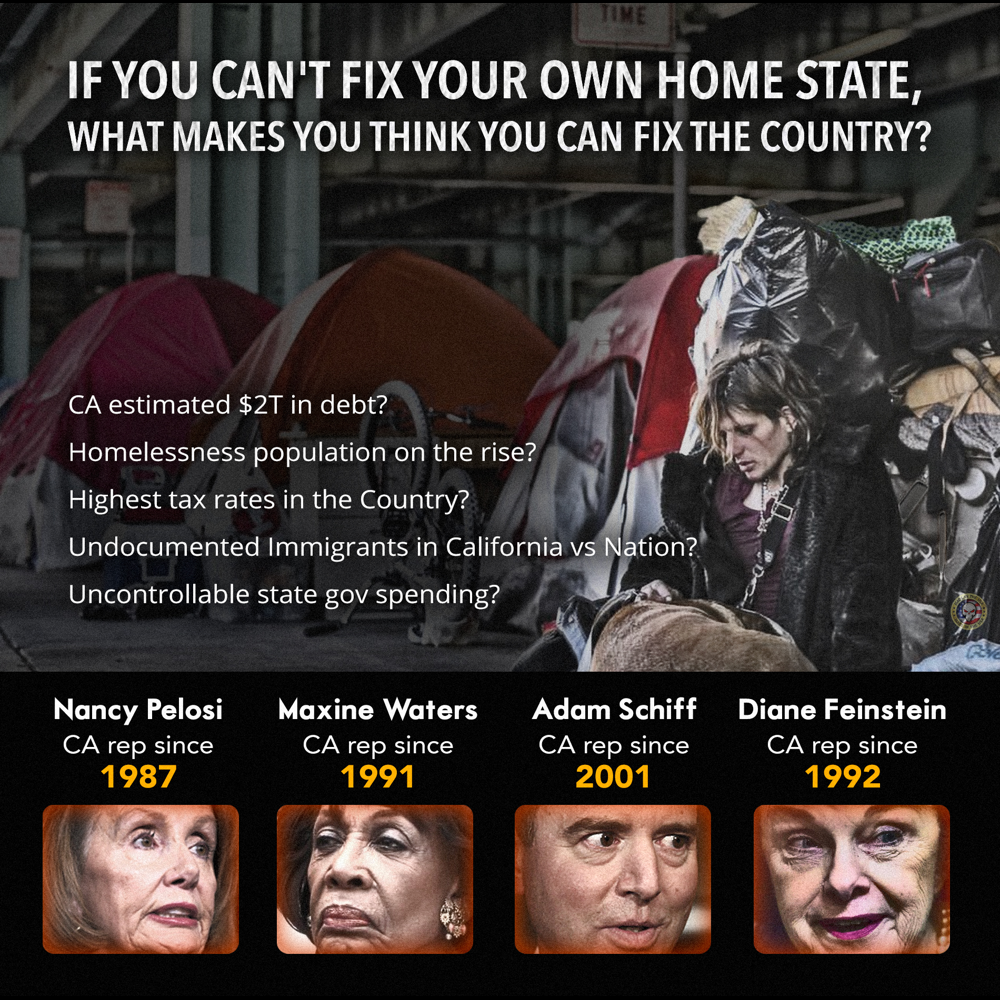 TIME
IF YOU CAN'T FIX YOUR OWN HOME STATE,
WHAT MAKES YOU THINK YOU CAN FIX THE COUNTRY?
CA estimated $2T in debt?
Homelessness population on the rise?
Highest tax rates in the Country?
Undocumented Immigrants in California vs Nation?
Uncontrollable state gov spending?
Nancy Pelosi
CA rep since
1987
Maxine Waters
CA rep since
1991
Adam Schiff
CA rep since
2001
Diane Feinstein
CA rep since
1992